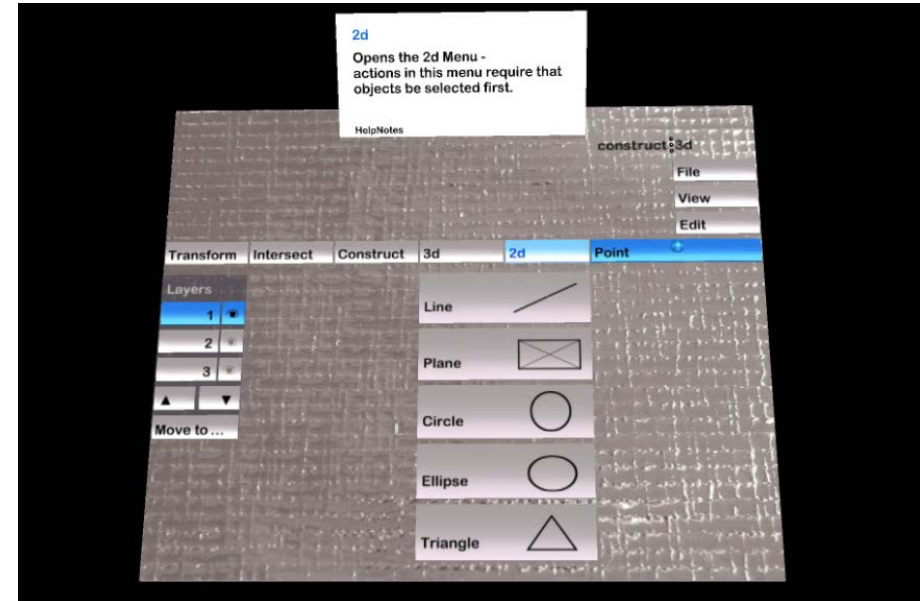 2d
Opens the 2d Menu -
actions in this menu require that
objects be selected first.
HelpNotes
construct 3d
File
View
Edit
Transform Intersect Construct 3d 2d Point
Layers
1
2
3
Move to ...
Line
Plane
Circle
Ellipse
Triangle